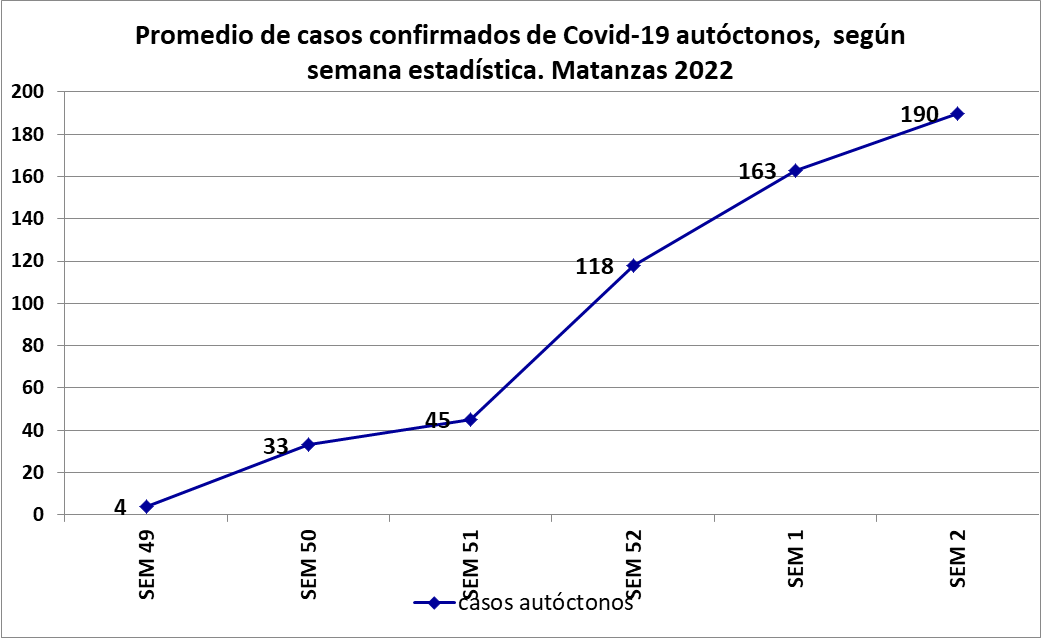 Promedio de casos confirmados de Covid-19 autóctonos,  según
semana estadística. Matanzas 2022
200
180
160
140
120
100
80
60
40
20
0
4
33
45
118
163
190
SEM 49
SEM 50
SEM 51
SEM 52
SEM 1
SEM 2
casos autóctonos